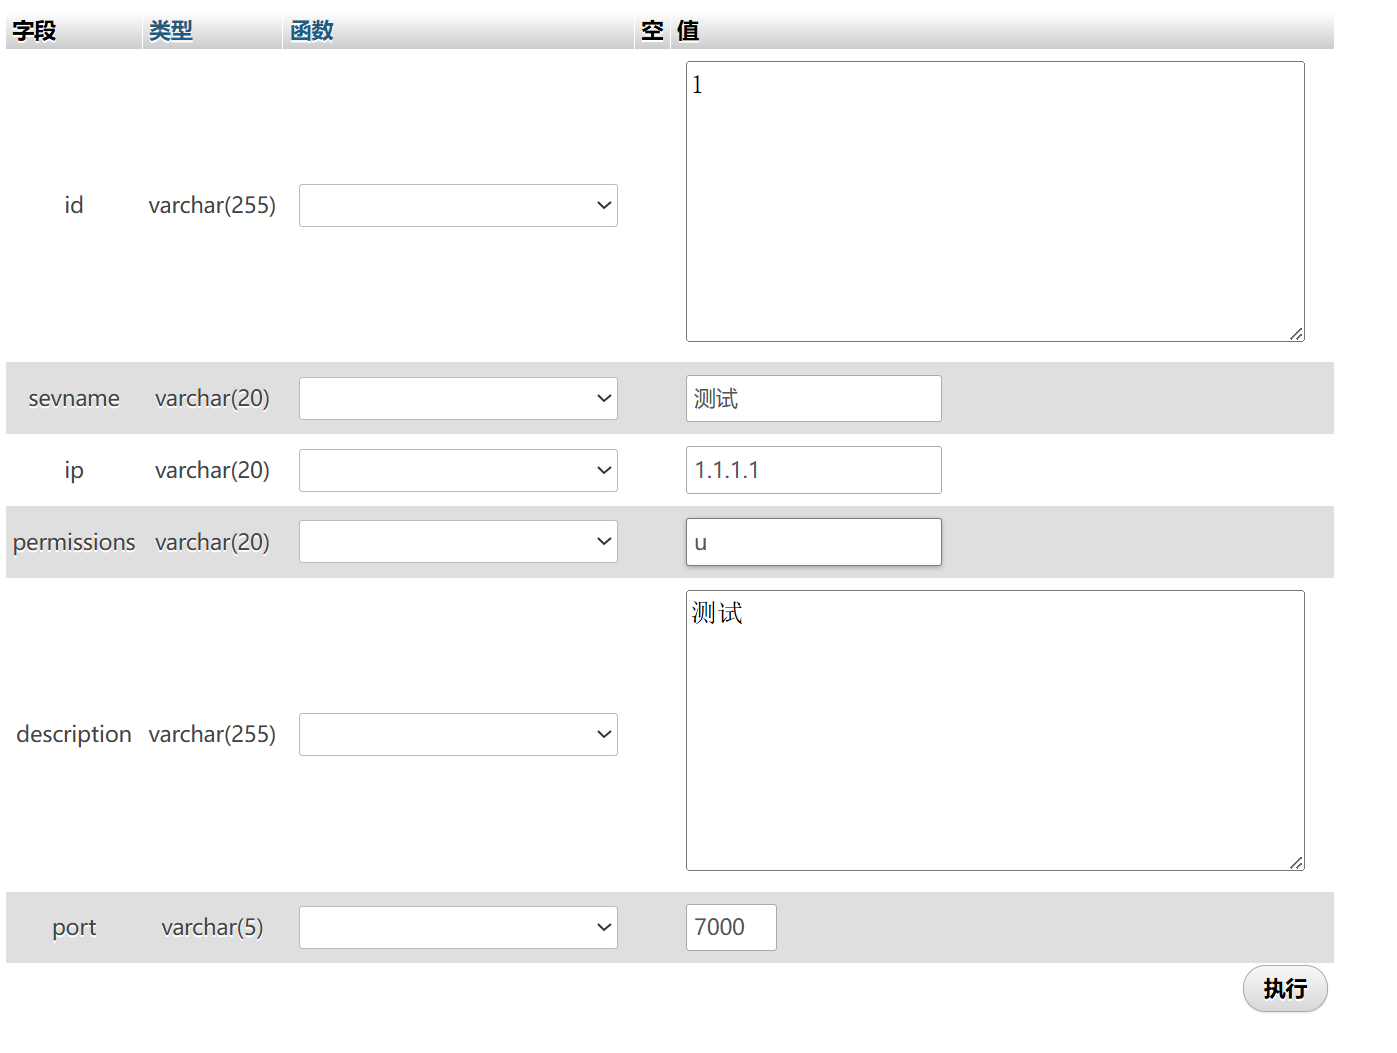 字段 类型 函数 空 值
1
id varchar(255)
sevname varchar(20) 测试
ip varchar(20) 1.1.1.1
permissions varchar(20) u
测试
description varchar(255)
port varchar(5) 7000
执行